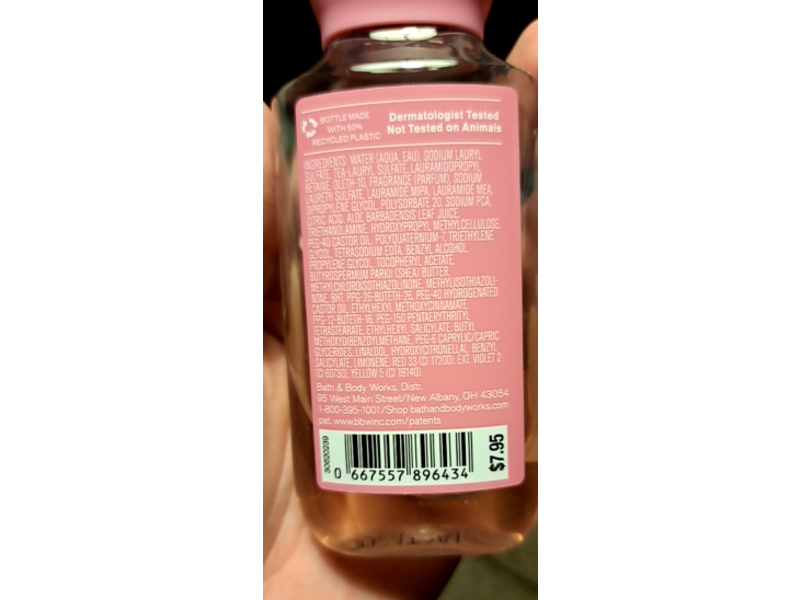 BOTTLE MADE
WITH 50%
RECYCLED PLASTIC
Dermatologist Tested
Not Tested on Animals
INGREDIENTS: WATER (AQUA, EAU), SODIUM LAURYL
SULFATE, TEA-LAURYL SULFATE, LAURAMIDOPROPYL
BETAINE, OLETH-10, FRAGRANCE (PARFUM), SODIUM
LAURETH SULFATE, LAURAMIDE MIPA, LAURAMIDE MEA,
DIPROPYLENE GLYCOL, POLYSORBATE 20, SODIUM PCA,
CITRIC ACID, ALOE BARBADENSIS LEAF JUICE,
TRIETHANOLAMINE, HYDROXYPROPYL METHYLCELLULOSE,
PEG-40 CASTOR OIL, POLYQUATERNIUM-7, TRIETHYLENE
GLYCOL, TETRASODIUM EDTA, BENZYL ALCOHOL,
PROPYLENE GLYCOL, TOCOPHERYL ACETATE,
BUTYROSPERMUM PARKII (SHEA) BUTTER,
METHYLCHLOROISOTHIAZOLINONE, METHYLISOTHIAZOLI-
NONE, BHT, PPG-26-BUTETH-26, PEG-40 HYDROGENATED
CASTOR OIL, ETHYLHEXYL METHOXYCINNAMATE,
PPG-12-BUTETH-16, PEG-150 PENTAERYTHRITYL
TETRASTEARATE, ETHYLHEXYL SALICYLATE, BUTYL
METHOXYDIBENZOYLMETHANE, PEG-6 CAPRYLIC/CAPRIC
GLYCERIDES, LINALOOL, HYDROXYCITRONELLAL, BENZYL
SALICYLATE, LIMONENE, RED 33 (CI 17200), EXT. VIOLET 2
(CI 60730), YELLOW 5 (CI 19140).
Bath & Body Works, Distr.
95 West Main Street/New Albany, OH 43054
1-800-395-1001/Shop bathandbodyworks.com
pat. www.bbwinc.com/patents
30620239
0 667557 896434
$7.95